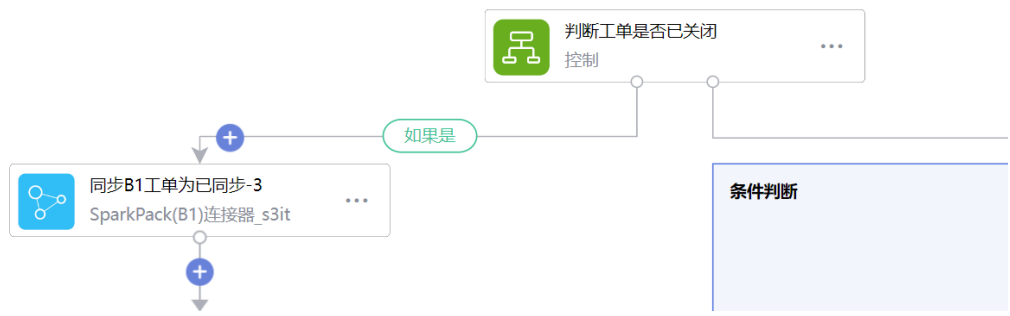 判断工单是否已关闭
控制
如果是
同步B1工单为已同步-3
SparkPack(B1)连接器_s3it
条件判断